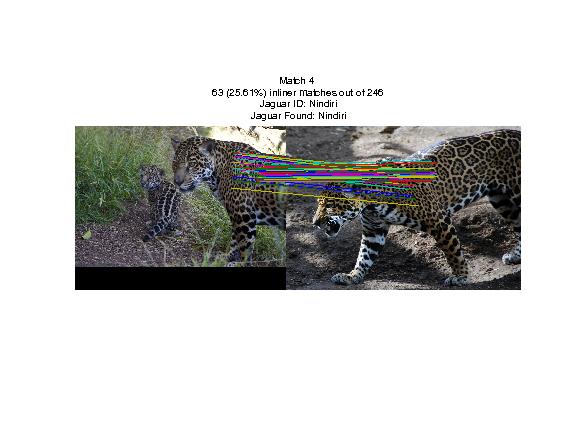 Match 4
63 (25.61%) inliner matches out of 246
Jaguar ID: Nindiri
Jaguar Found: Nindiri